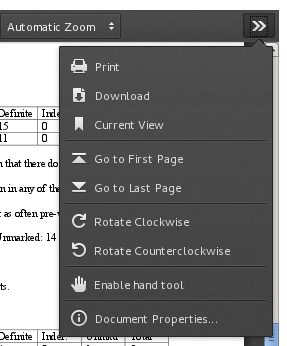 Automatic Zoom
Print
Definite Inde
Download
15 0
11 0
Current View
n that there do
Go to First Page
n in any of the
Go to Last Page
as often pre-
Rotate Clockwise
Unmarked: 14
Rotate Counterclockwise
Enable hand tool
ts.
Document Properties...
Definite Indef. Unmkd Total